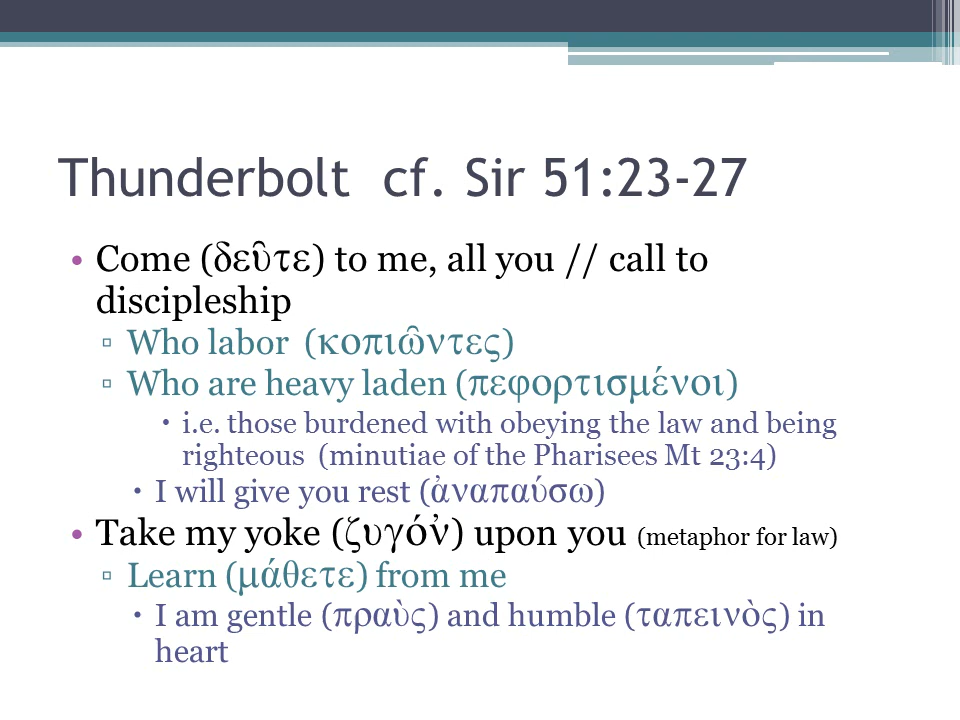 Thunderbolt  cf. Sir 51:23-27
• Come (δεῦτε) to me, all you // call to
discipleship
▫ Who labor  (κοπιῶντες)
▫ Who are heavy laden (πεφορτισμένοι)
▪ i.e. those burdened with obeying the law and being
righteous  (minutiae of the Pharisees Mt 23:4)
▪ I will give you rest (ἀναπαύσω)
• Take my yoke (ζυγόν̓) upon you (metaphor for law)
▫ Learn (μάθετε) from me
▪ I am gentle (πραὺς) and humble (ταπεινὸς) in
heart